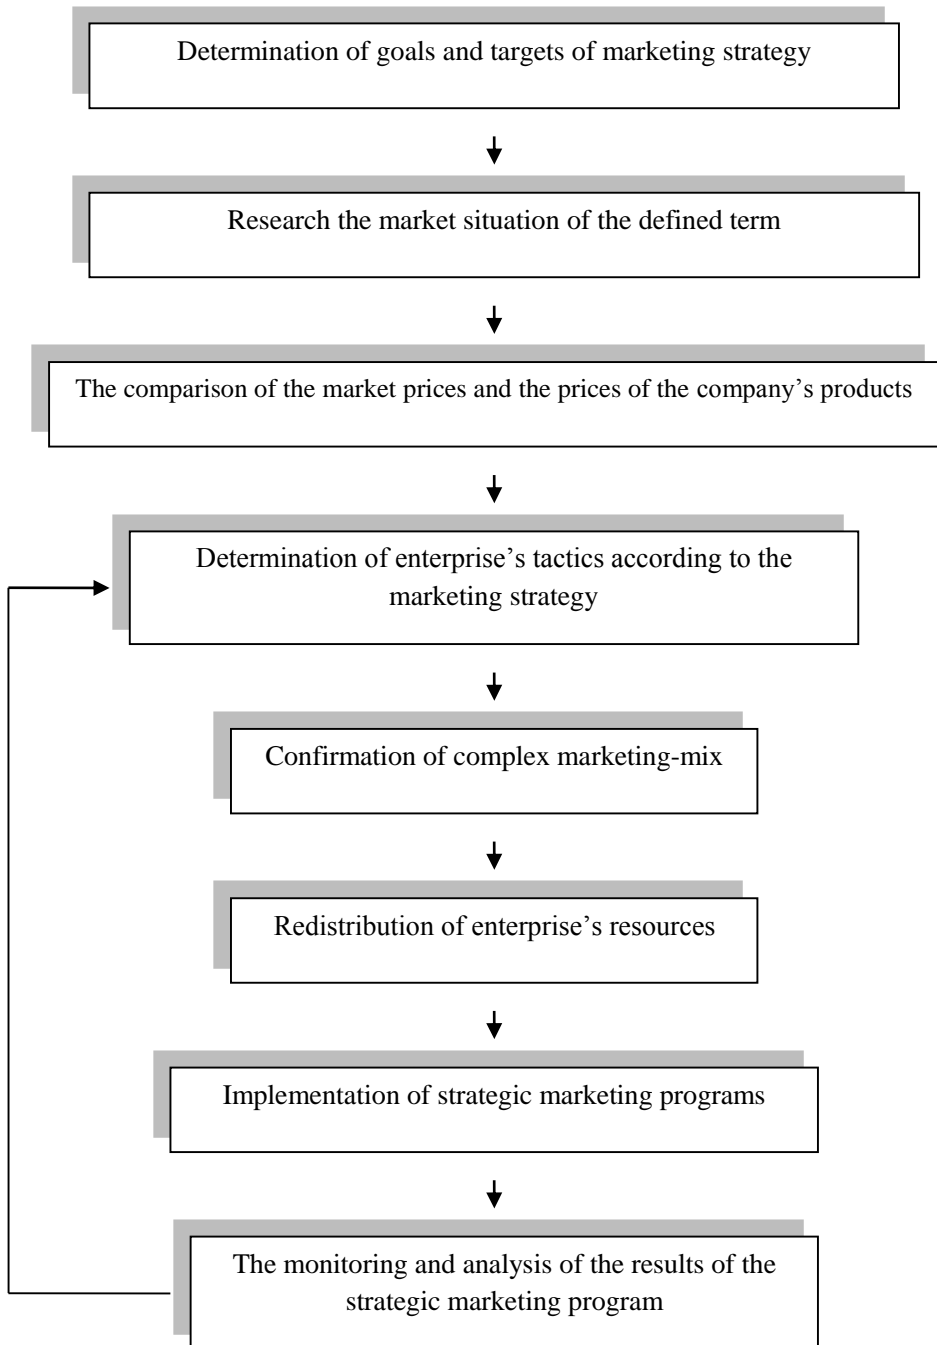 Determination of goals and targets of marketing strategy
Research the market situation of the defined term
The comparison of the market prices and the prices of the company’s products
Determination of enterprise’s tactics according to the
marketing strategy
Confirmation of complex marketing-mix
Redistribution of enterprise’s resources
Implementation of strategic marketing programs
The monitoring and analysis of the results of the
strategic marketing program